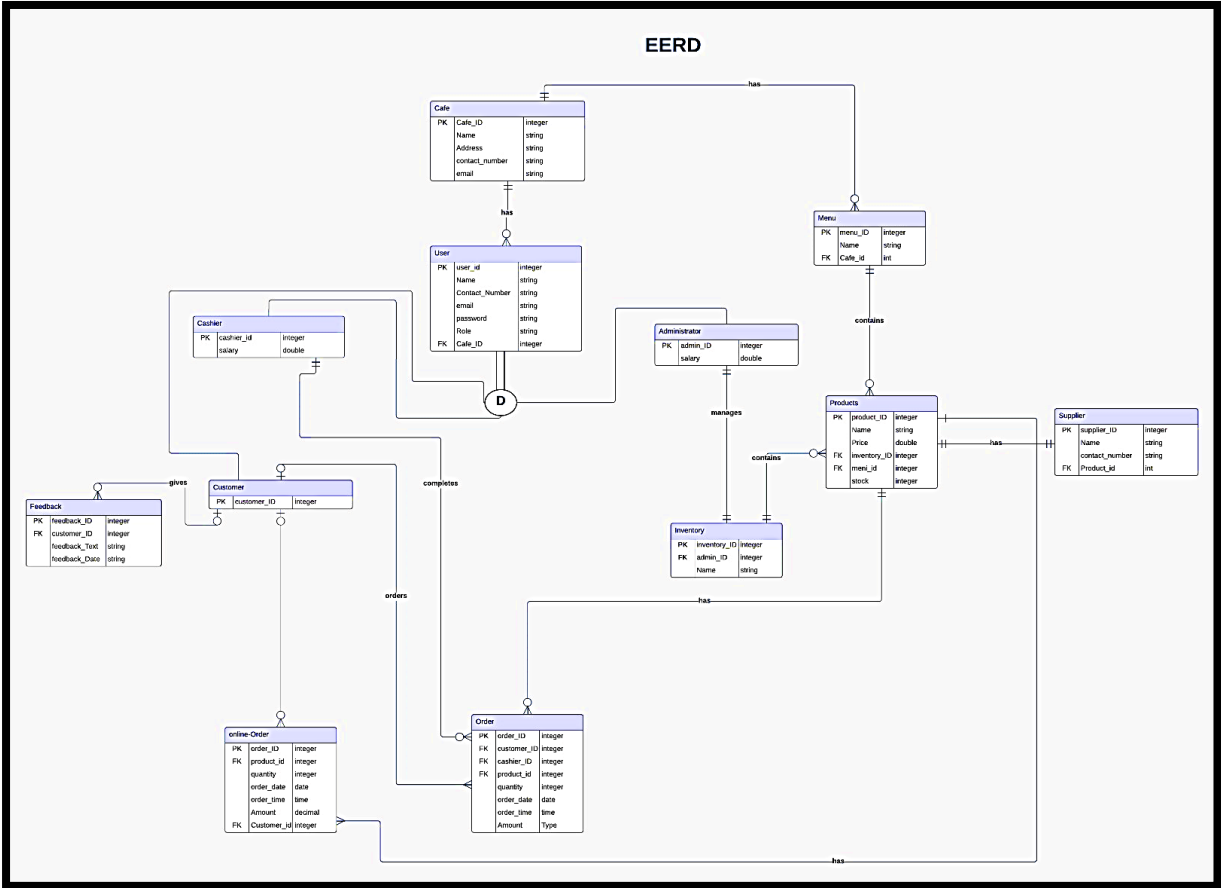 EERD
has
Cafe
PK Cafe_ID integer
Name string
Address string
contact_number string
email string
has
Menu
PK menu_ID integer
Name string
FK Cafe_id int
User
PK user_id integer
Name string
Contact_Number string
email string
password string
Role string
FK Cafe_ID integer
Cashier
PK cashier_id integer
salary double
Administrator
PK admin_ID integer
salary double
contains
D
manages
Products
PK product_ID integer
Name string
Price double
FK inventory_ID integer
FK meni_id integer
stock integer
has
Supplier
PK supplier_ID integer
Name string
contact_number string
FK Product_id int
contains
completes
gives
Customer
PK customer_ID integer
Feedback
PK feedback_ID integer
FK customer_ID integer
feedback_Text string
feedback_Date string
Inventory
PK inventory_ID integer
FK admin_ID integer
Name string
orders
has
online-Order
PK order_ID integer
FK product_id integer
quantity integer
order_date date
order_time time
Amount decimal
FK Customer_id integer
Order
PK order_ID integer
FK customer_ID integer
FK cashier_ID integer
FK product_id integer
quantity integer
order_date date
order_time time
Amount Type
has